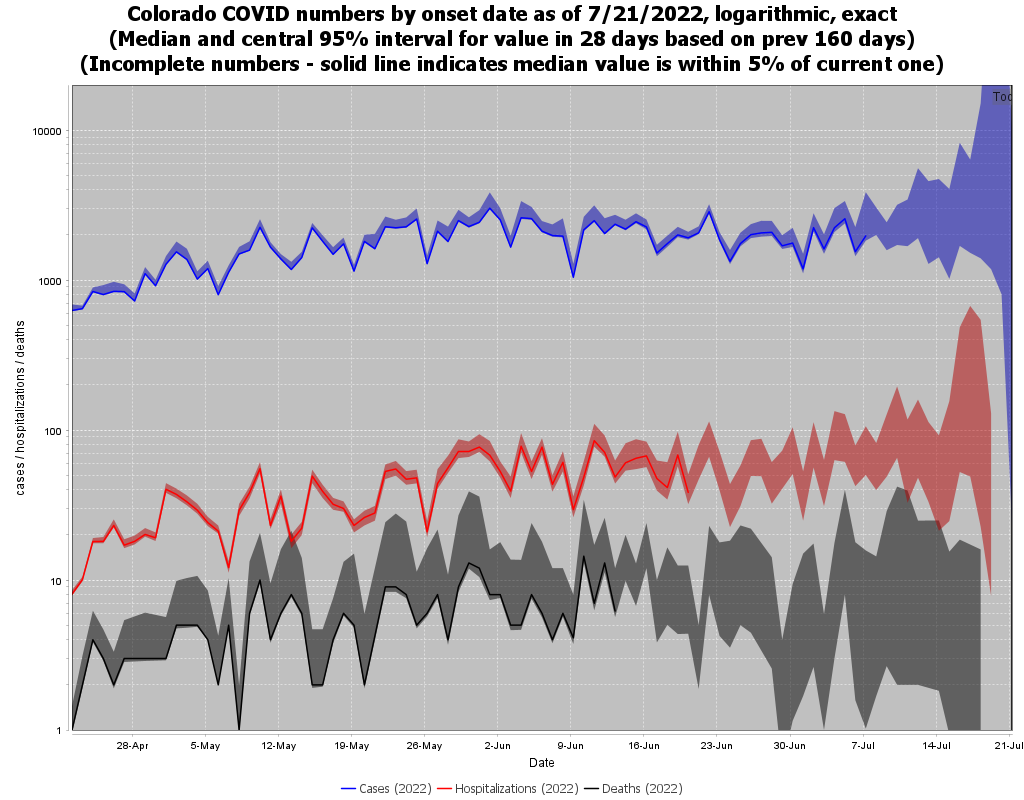 Colorado COVID numbers by onset date as of 7/21/2022, logarithmic, exact
(Median and central 95% interval for value in 28 days based on prev 160 days)
(Incomplete numbers - solid line indicates median value is within 5% of current one)
Tod
10000
1000
100
10
1
cases / hospitalizations / deaths
28-Apr 5-May 12-May 19-May 26-May 2-Jun 9-Jun 16-Jun 23-Jun 30-Jun 7-Jul 14-Jul 21-Jul
Date
Cases (2022) Hospitalizations (2022) Deaths (2022)